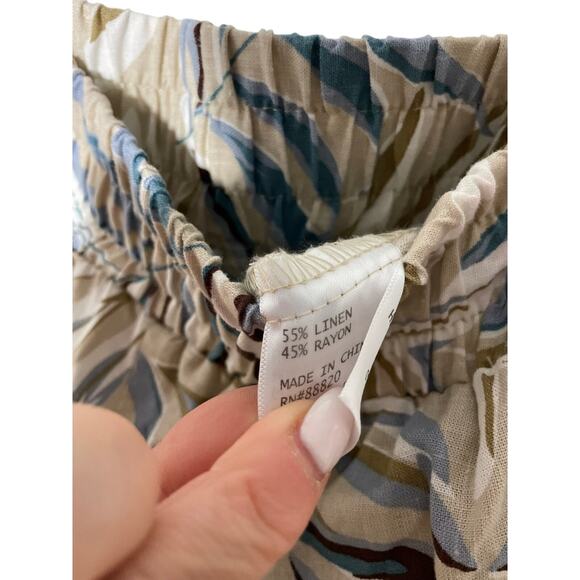 55% LINEN
45% RAYON
MADE IN CHI
RN#88820